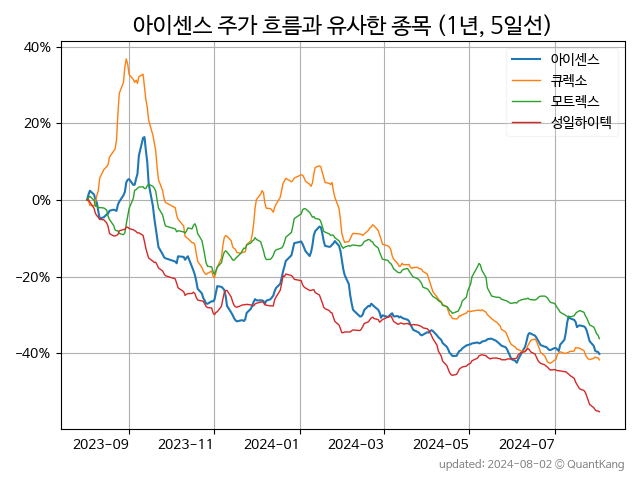 아이센스 주가 흐름과 유사한 종목 (1년, 5일선)
40%
20%
0%
−20%
−40%
아이센스
큐렉소
모트렉스
성일하이텍
2023-09 2023-11 2024-01 2024-03 2024-05 2024-07
updated: 2024-08-02 © QuantKang